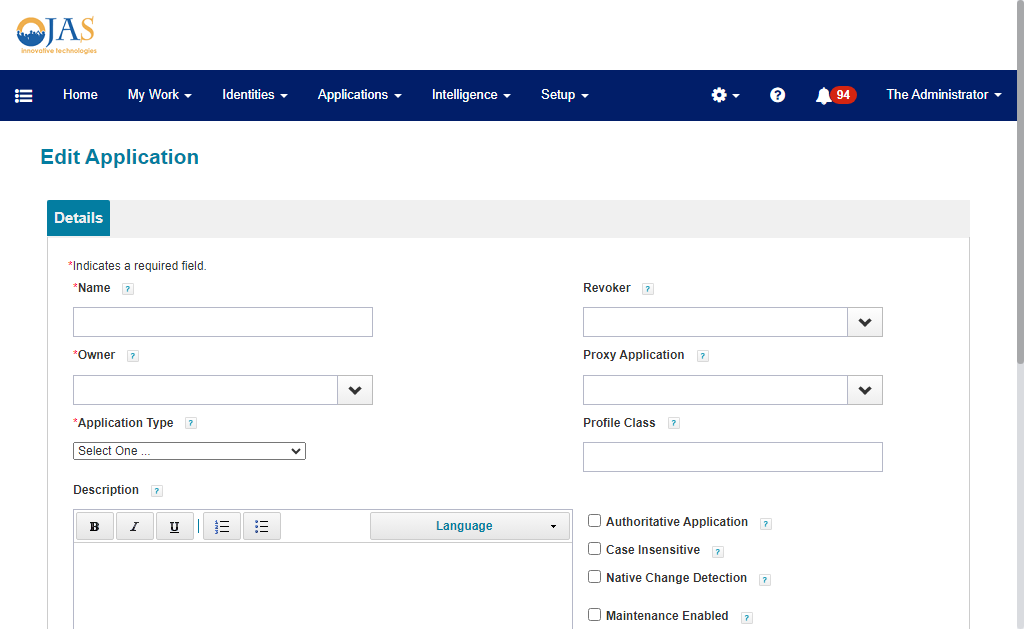 OJAS
innovative technologies
Home
My Work
Identities
Applications
Intelligence
Setup
?
94
The Administrator
Edit Application
Details
*Indicates a required field.
*Name ?
Revoker ?
*Owner ?
Proxy Application ?
*Application Type ?
Profile Class ?
Select One ...
Description ?
B I U
Language
Authoritative Application ?
Case Insensitive ?
Native Change Detection ?
Maintenance Enabled ?